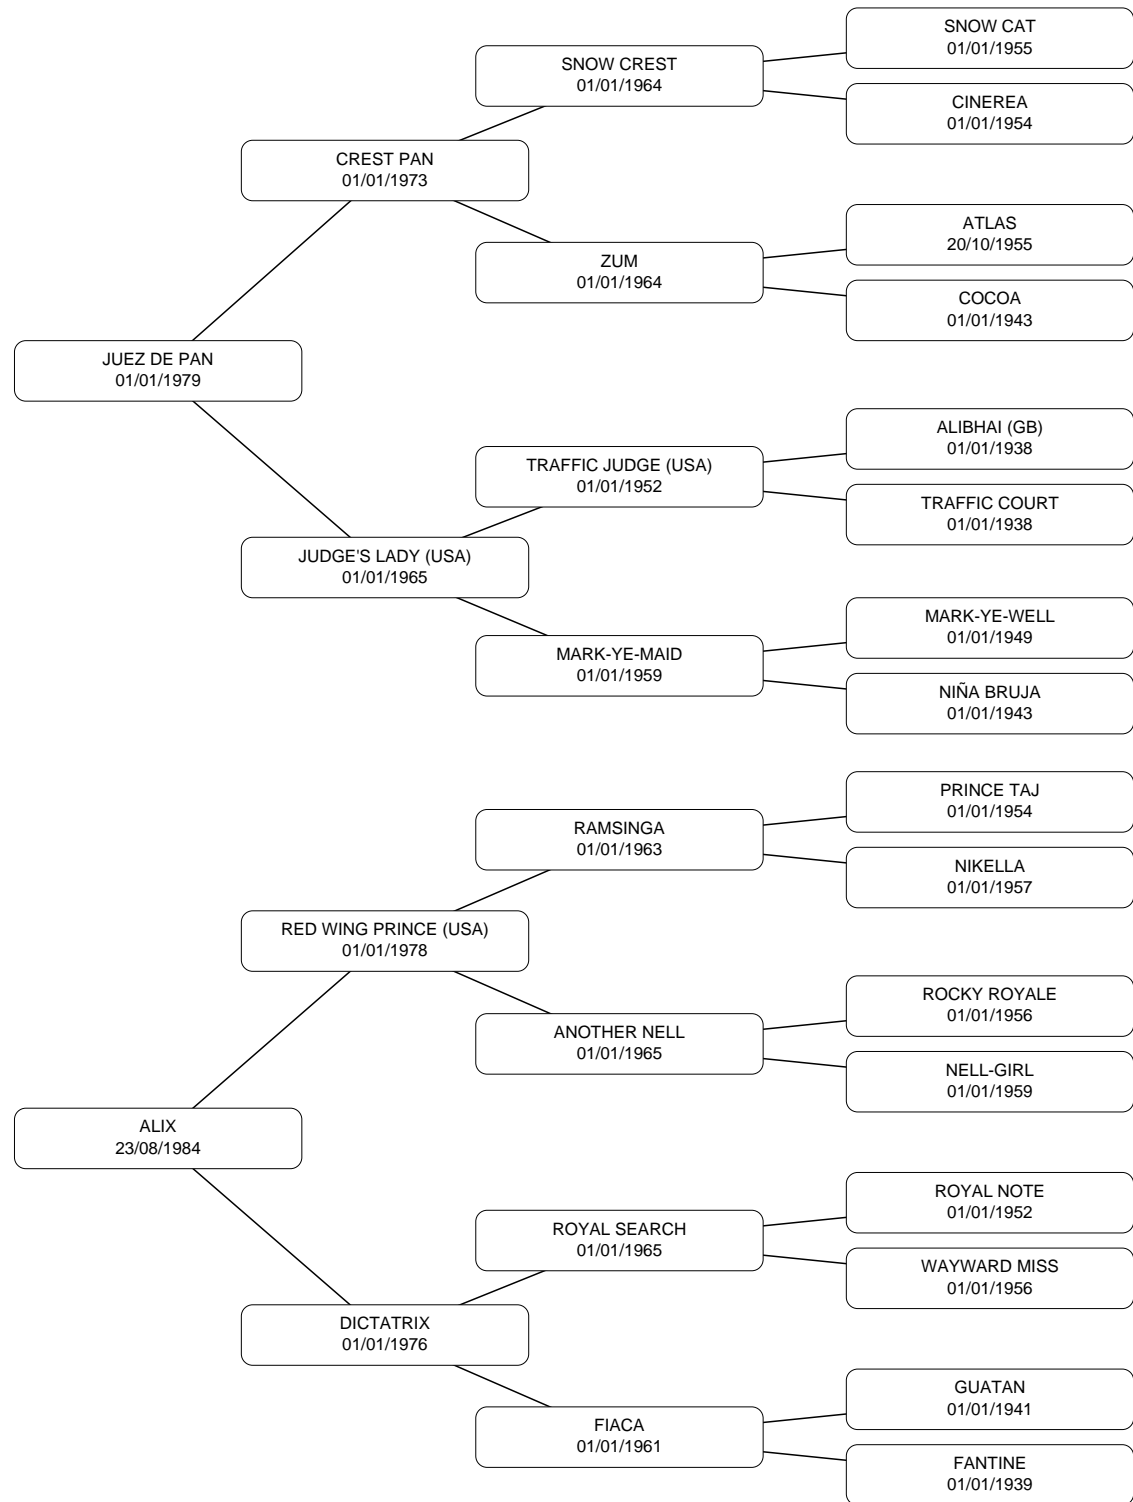 SNOW CAT
01/01/1955
SNOW CREST
01/01/1964
CINEREA
01/01/1954
CREST PAN
01/01/1973
ATLAS
20/10/1955
ZUM
01/01/1964
COCOA
01/01/1943
JUEZ DE PAN
01/01/1979
ALIBHAI (GB)
01/01/1938
TRAFFIC JUDGE (USA)
01/01/1952
TRAFFIC COURT
01/01/1938
JUDGE'S LADY (USA)
01/01/1965
MARK-YE-WELL
01/01/1949
MARK-YE-MAID
01/01/1959
NIÑA BRUJA
01/01/1943
PRINCE TAJ
01/01/1954
RAMSINGA
01/01/1963
NIKELLA
01/01/1957
RED WING PRINCE (USA)
01/01/1978
ROCKY ROYALE
01/01/1956
ANOTHER NELL
01/01/1965
NELL-GIRL
01/01/1959
ALIX
23/08/1984
ROYAL NOTE
01/01/1952
ROYAL SEARCH
01/01/1965
WAYWARD MISS
01/01/1956
DICTATRIX
01/01/1976
GUATAN
01/01/1941
FIACA
01/01/1961
FANTINE
01/01/1939